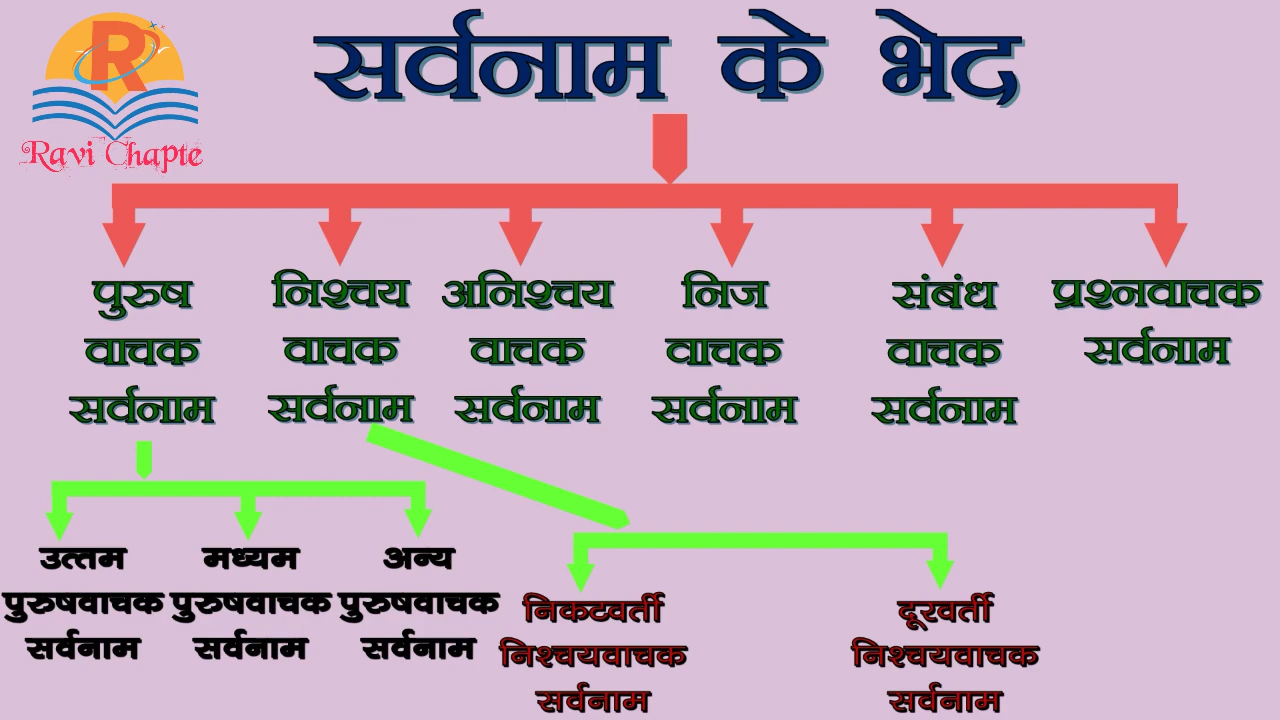 Ravi Chapte
सर्वनाम के भेद
पुरुष
वाचक
सर्वनाम
निश्चय
वाचक
सर्वनाम
अनिश्चय
वाचक
सर्वनाम
निज
वाचक
सर्वनाम
संबंध
वाचक
सर्वनाम
प्रश्नवाचक
सर्वनाम
उत्तम
पुरुषवाचक
सर्वनाम
मध्यम
पुरुषवाचक
सर्वनाम
अन्य
पुरुषवाचक
सर्वनाम
निकटवर्ती
निश्चयवाचक
सर्वनाम
दूरवर्ती
निश्चयवाचक
सर्वनाम